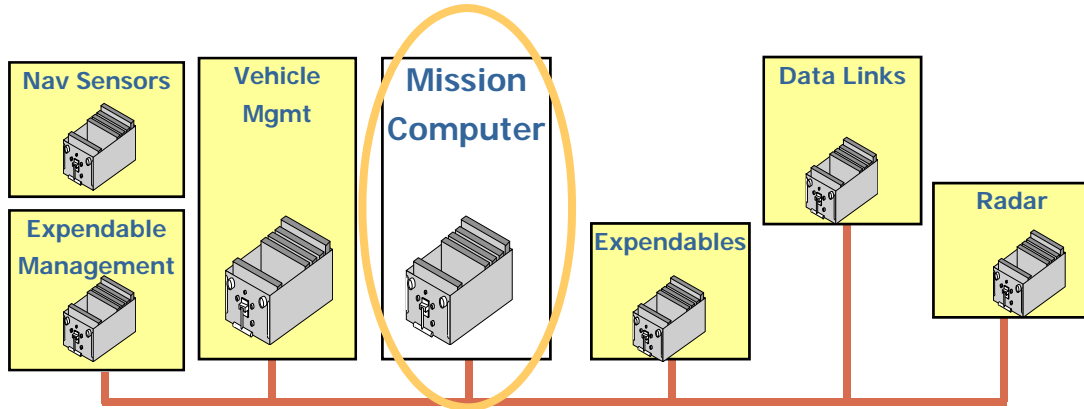 Nav Sensors
Expendable
Management
Vehicle
Mgmt
Mission
Computer
Expendables
Data Links
Radar